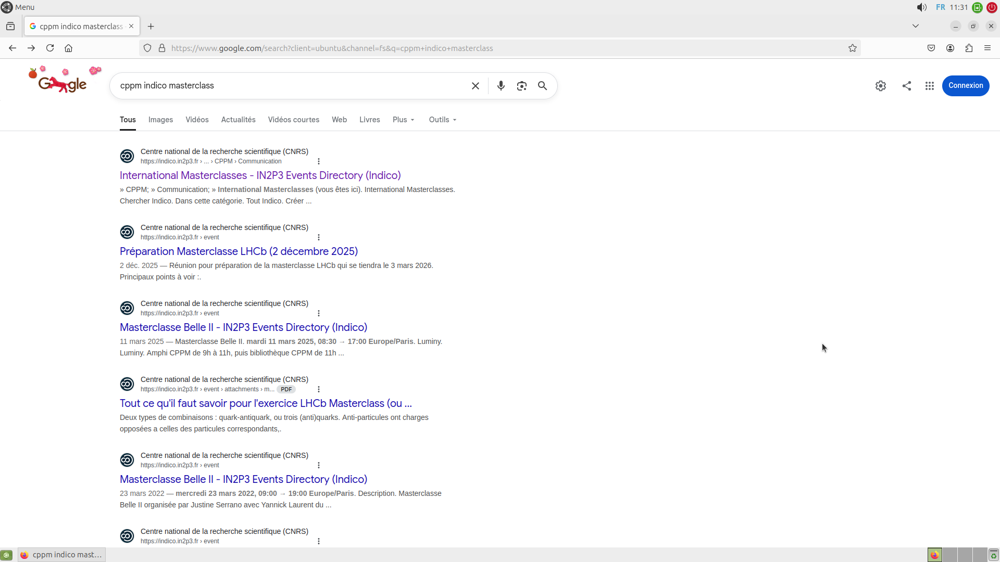 Menu
FR 11:31
cppm indico masterclass
https://www.google.com/search?client=ubuntu&channel=fs&q=cppm+indico+masterclass
Google
cppm indico masterclass
Connexion
Tous Images Vidéos Actualités Vidéos courtes Web Livres Plus Outils
Centre national de la recherche scientifique (CNRS)
https://indico.in2p3.fr › ... › CPPM › Communication
International Masterclasses - IN2P3 Events Directory (Indico)
» CPPM; » Communication; » International Masterclasses (vous êtes ici). International Masterclasses.
Chercher Indico. Dans cette catégorie. Tout Indico. Créer ...
Centre national de la recherche scientifique (CNRS)
https://indico.in2p3.fr › event
Préparation Masterclasse LHCb (2 décembre 2025)
2 déc. 2025 — Réunion pour préparation de la masterclasse LHCb qui se tiendra le 3 mars 2026.
Principaux points à voir :.
Centre national de la recherche scientifique (CNRS)
https://indico.in2p3.fr › event
Masterclasse Belle II - IN2P3 Events Directory (Indico)
11 mars 2025 — Masterclasse Belle II. mardi 11 mars 2025, 08:30 → 17:00 Europe/Paris. Luminy.
Luminy. Amphi CPPM de 9h à 11h, puis bibliothèque CPPM de 11h ...
Centre national de la recherche scientifique (CNRS)
https://indico.in2p3.fr › event › attachments › m... PDF
Tout ce qu'il faut savoir pour l'exercice LHCb Masterclass (ou ...
Deux types de combinaisons : quark-antiquark, ou trois (anti)quarks. Anti-particules ont charges
opposées a celles des particules correspondants,.
Centre national de la recherche scientifique (CNRS)
https://indico.in2p3.fr › event
Masterclasse Belle II - IN2P3 Events Directory (Indico)
23 mars 2022 — mercredi 23 mars 2022, 09:00 → 19:00 Europe/Paris. Description. Masterclasse
Belle II organisée par Justine Serrano avec Yannick Laurent du ...
Centre national de la recherche scientifique (CNRS)
https://indico.in2p3.fr › event
cppm indico mast...